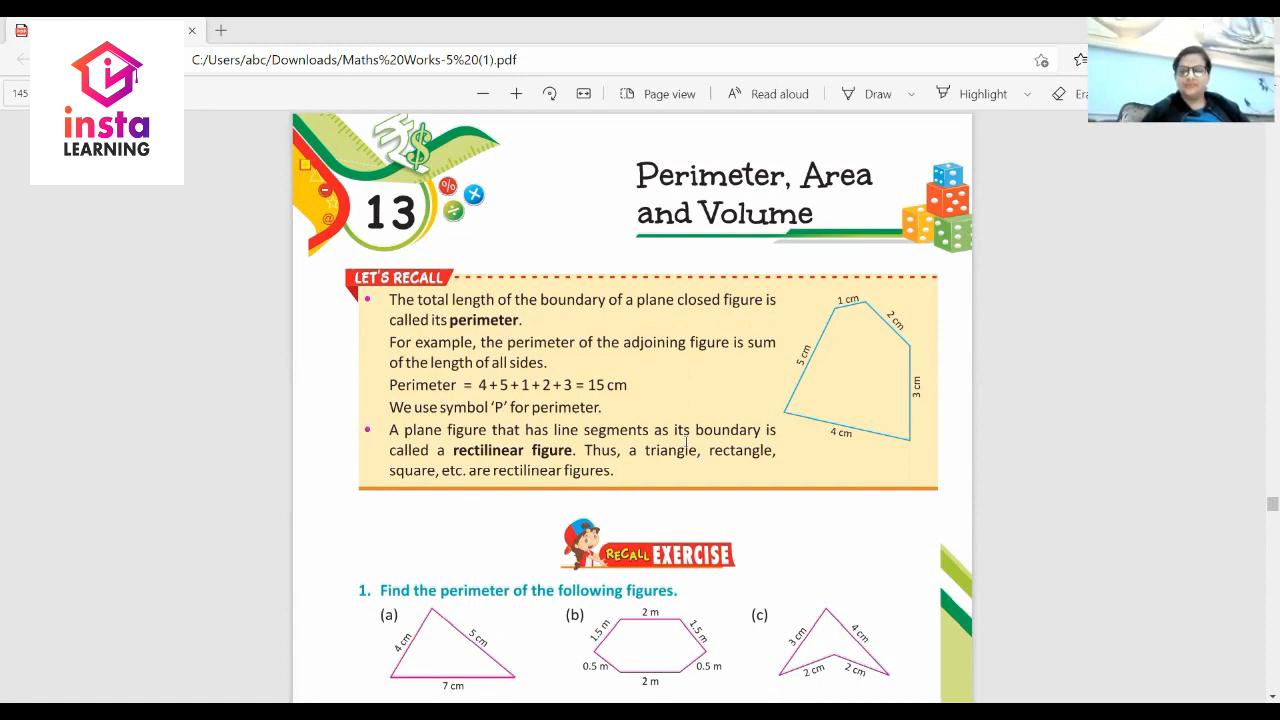 insta
LEARNING
C:/Users/abc/Downloads/Maths%20Works-5%20(1).pdf
145
Page view
Read aloud
Draw
Highlight
Era
13
Perimeter, Area
and Volume
LET'S RECALL
• The total length of the boundary of a plane closed figure is
called its perimeter.
For example, the perimeter of the adjoining figure is sum
of the length of all sides.
Perimeter = 4 + 5 + 1 + 2 + 3 = 15 cm
We use symbol 'P' for perimeter.
• A plane figure that has line segments as its boundary is
called a rectilinear figure. Thus, a triangle, rectangle,
square, etc. are rectilinear figures.
1 cm
2 cm
5 cm
3 cm
4 cm
RECALL EXERCISE
1. Find the perimeter of the following figures.
(a)
4 cm
5 cm
7 cm
(b)
2 m
1.5 m
1.5 m
0.5 m
0.5 m
2 m
(c)
3 cm
4 cm
2 cm
2 cm